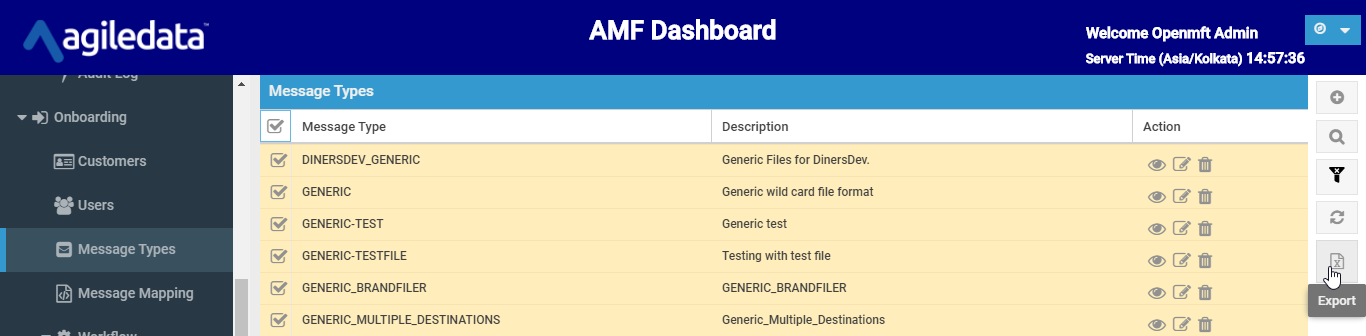 agiledata™
AMF Dashboard
Welcome Openmft Admin
Server Time (Asia/Kolkata) 14:57:36
Audit Log
Onboarding
Customers
Users
Message Types
Message Mapping
Workflow
Message Types
Message Type Description Action
DINERSDEV_GENERIC Generic Files for DinersDev.
GENERIC Generic wild card file format
GENERIC-TEST Generic test
GENERIC-TESTFILE Testing with test file
GENERIC_BRANDFILER GENERIC_BRANDFILER
GENERIC_MULTIPLE_DESTINATIONS Generic_Multiple_Destinations
Export